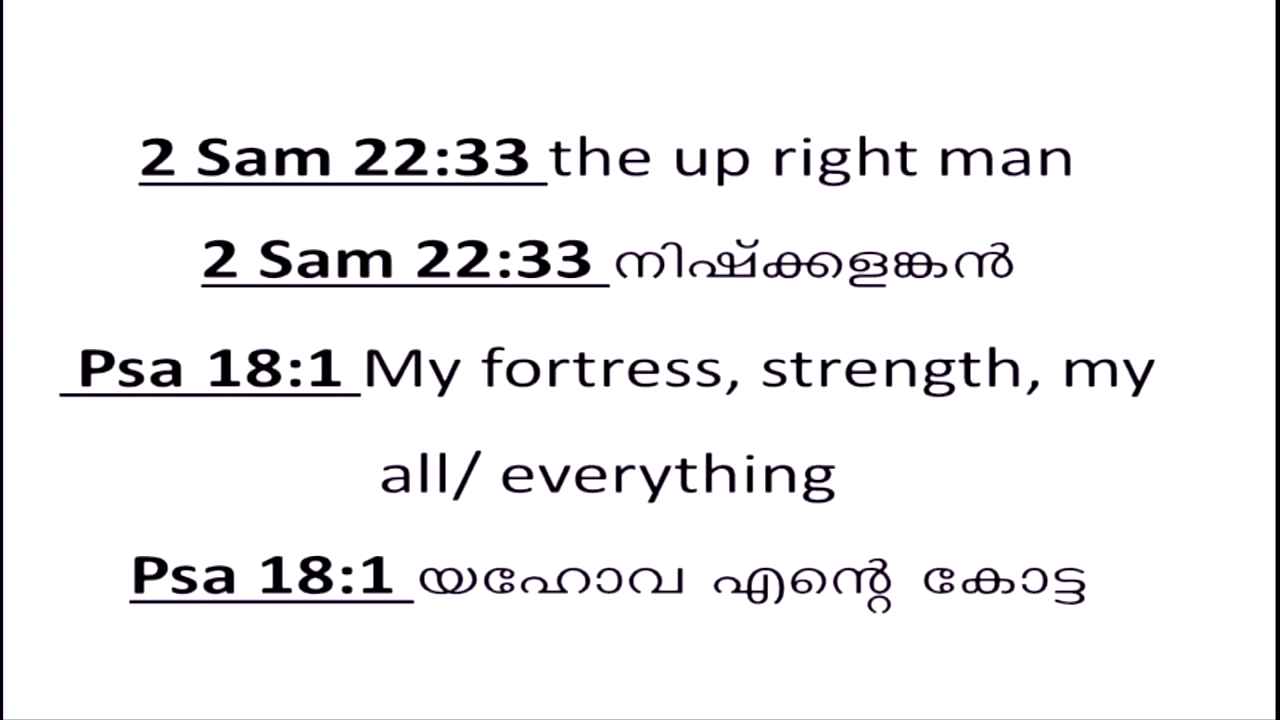 2 Sam 22:33 the up right man
2 Sam 22:33 നിഷ്ക്കളങ്കൻ
Psa 18:1 My fortress, strength, my
all/ everything
Psa 18:1 യഹോവ എന്റെ കോട്ട